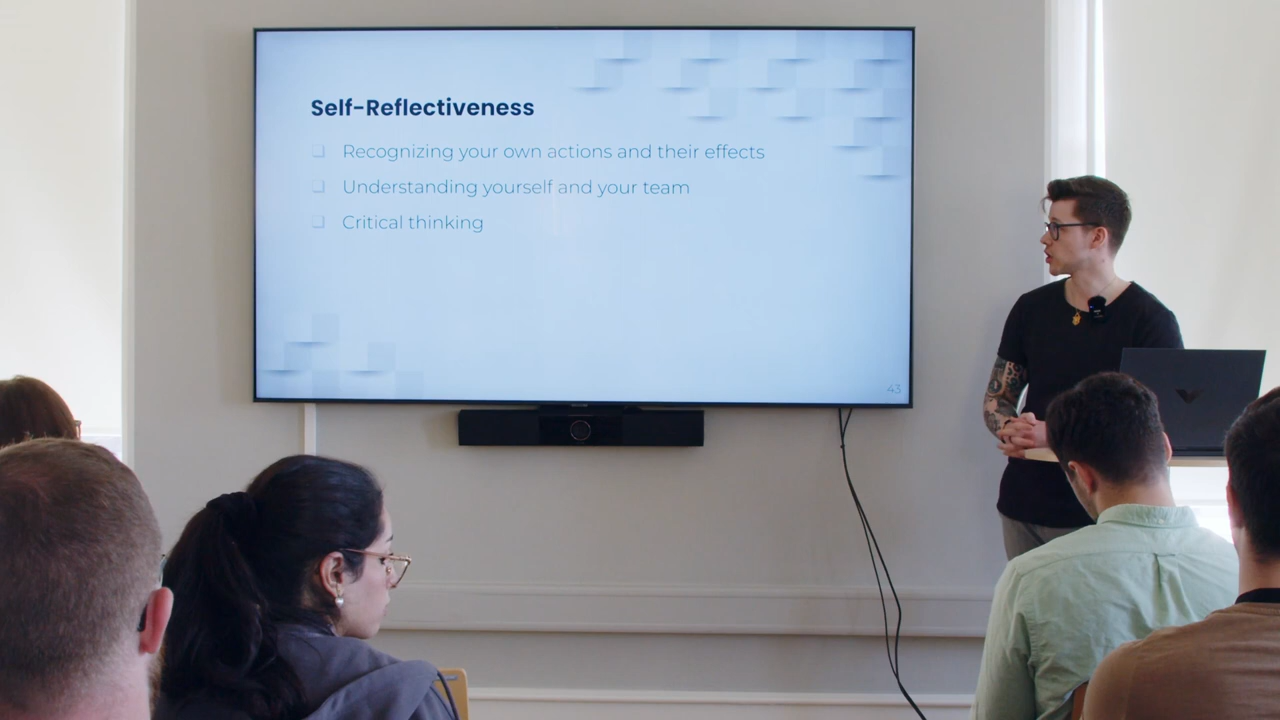 Self-Reflectiveness
Recognizing your own actions and their effects
Understanding yourself and your team
Critical thinking
43